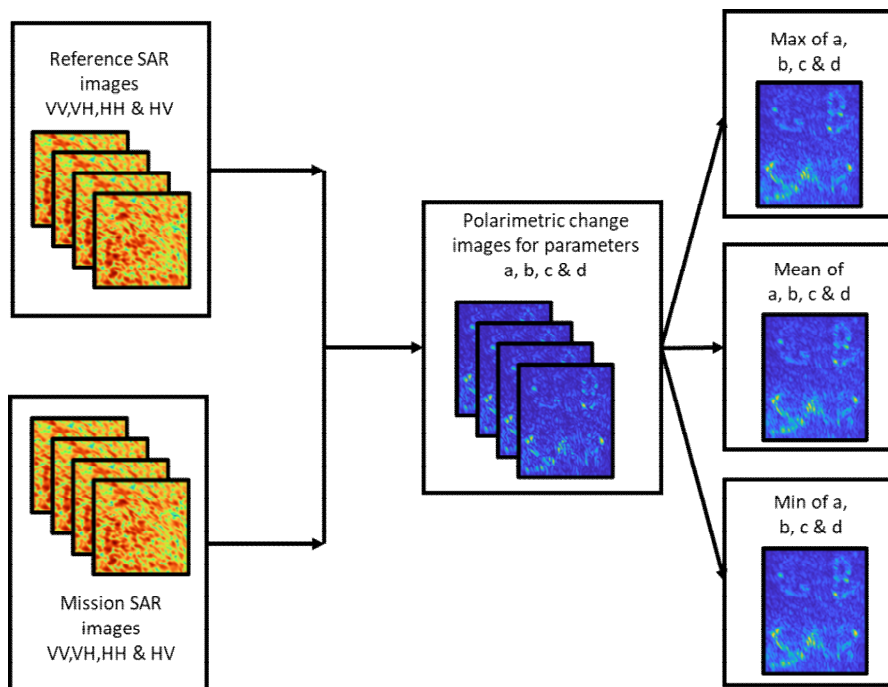 Reference SAR
images
VV,VH,HH & HV
Mission SAR
images
VV,VH,HH & HV
Polarimetric change
images for parameters
a, b, c & d
Max of a,
b, c & d
Mean of
a, b, c & d
Min of a,
b, c & d